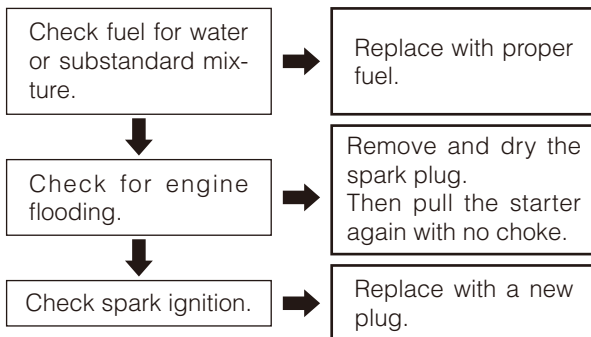 Check fuel for water
or substandard mix-
ture.
Replace with proper
fuel.
Check for engine
flooding.
Remove and dry the
spark plug.
Then pull the starter
again with no choke.
Check spark ignition.
Replace with a new
plug.